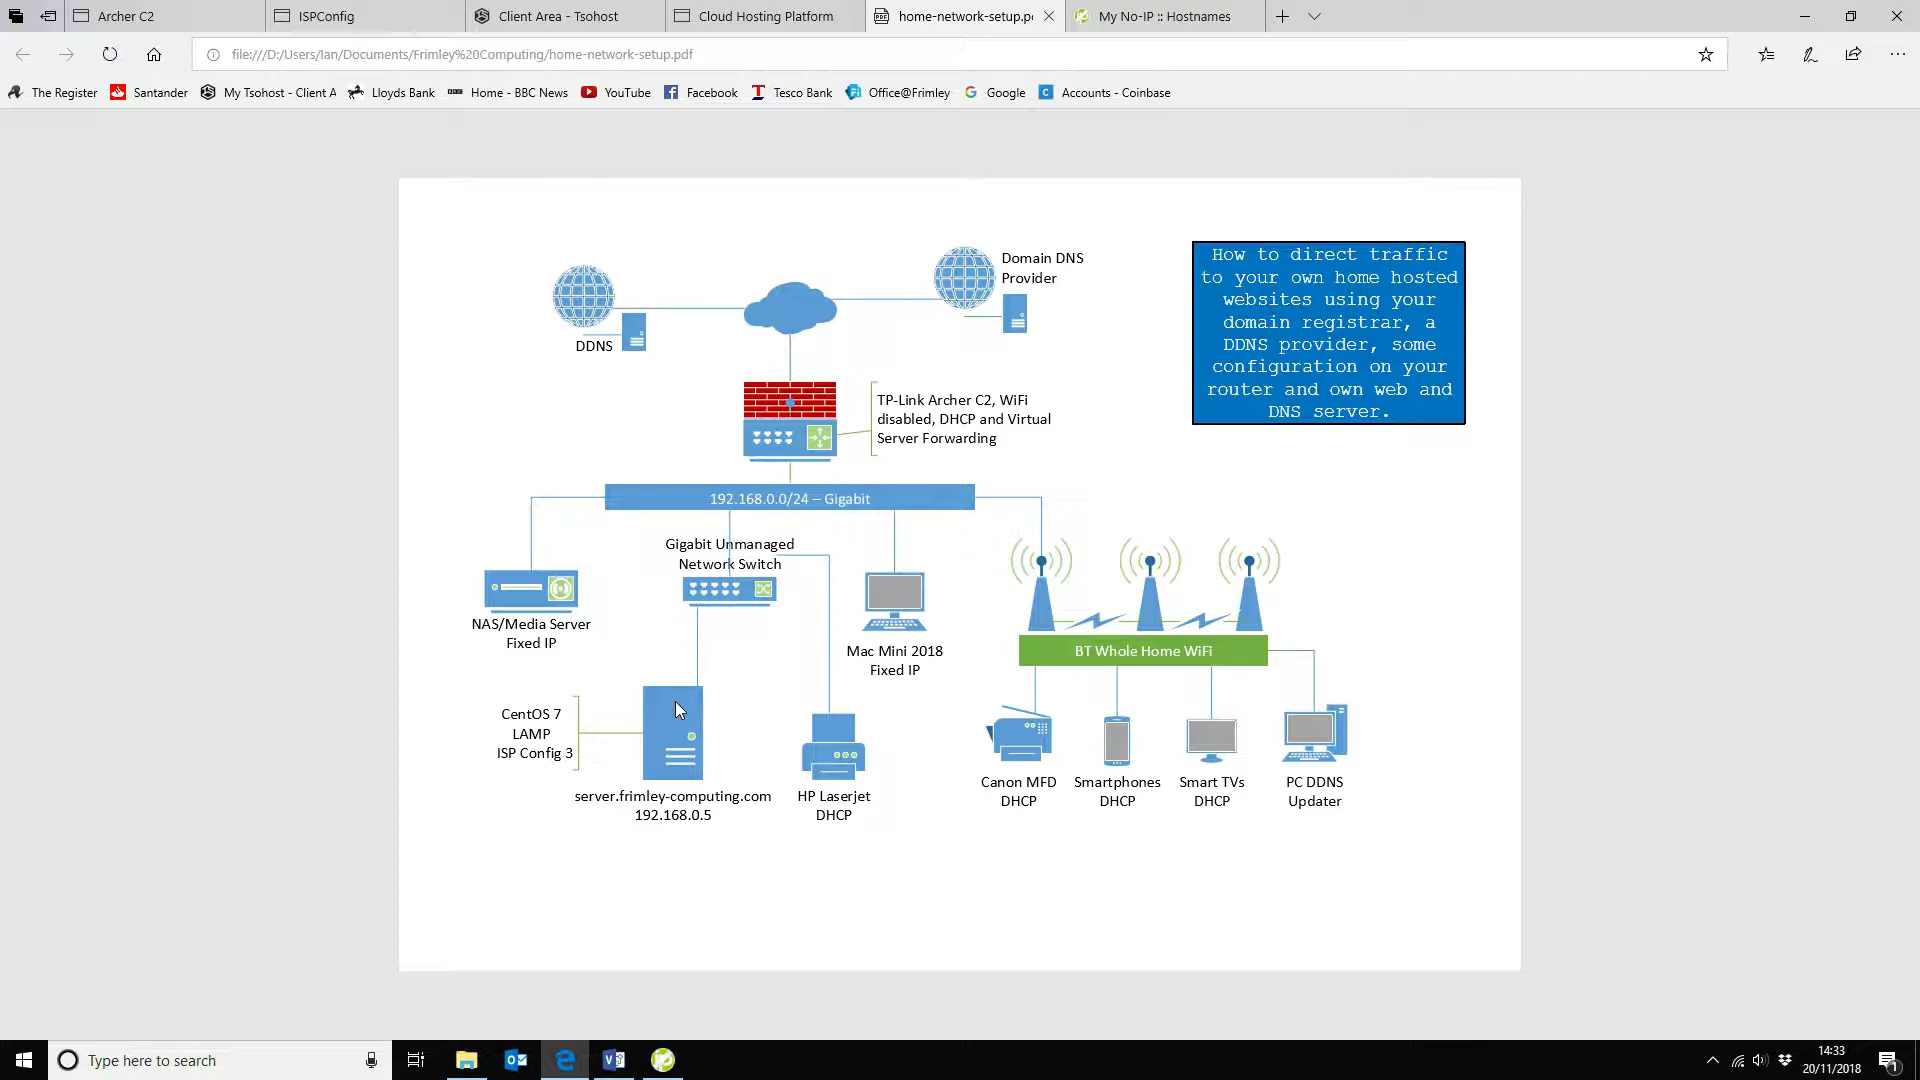 Archer C2
ISPConfig
Client Area - Tsohost
Cloud Hosting Platform
home-network-setup.p
My No-IP :: Hostnames
file:///D:/Users/Ian/Documents/Frimley%20Computing/home-network-setup.pdf
The Register
Santander
My Tsohost - Client A
Lloyds Bank
Home - BBC News
YouTube
Facebook
Tesco Bank
Office@Frimley
Google
Accounts - Coinbase
Domain DNS
Provider
DDNS
How to direct traffic
to your own home hosted
websites using your
domain registrar, a
DDNS provider, some
configuration on your
router and own web and
DNS server.
TP-Link Archer C2, WiFi
disabled, DHCP and Virtual
Server Forwarding
192.168.0.0/24 – Gigabit
Gigabit Unmanaged
Network Switch
NAS/Media Server
Fixed IP
Mac Mini 2018
Fixed IP
BT Whole Home WiFi
CentOS 7
LAMP
ISP Config 3
server.frimley-computing.com
192.168.0.5
HP Laserjet
DHCP
Canon MFD
DHCP
Smartphones
DHCP
Smart TVs
DHCP
PC DDNS
Updater
Type here to search
14:33
20/11/2018
1